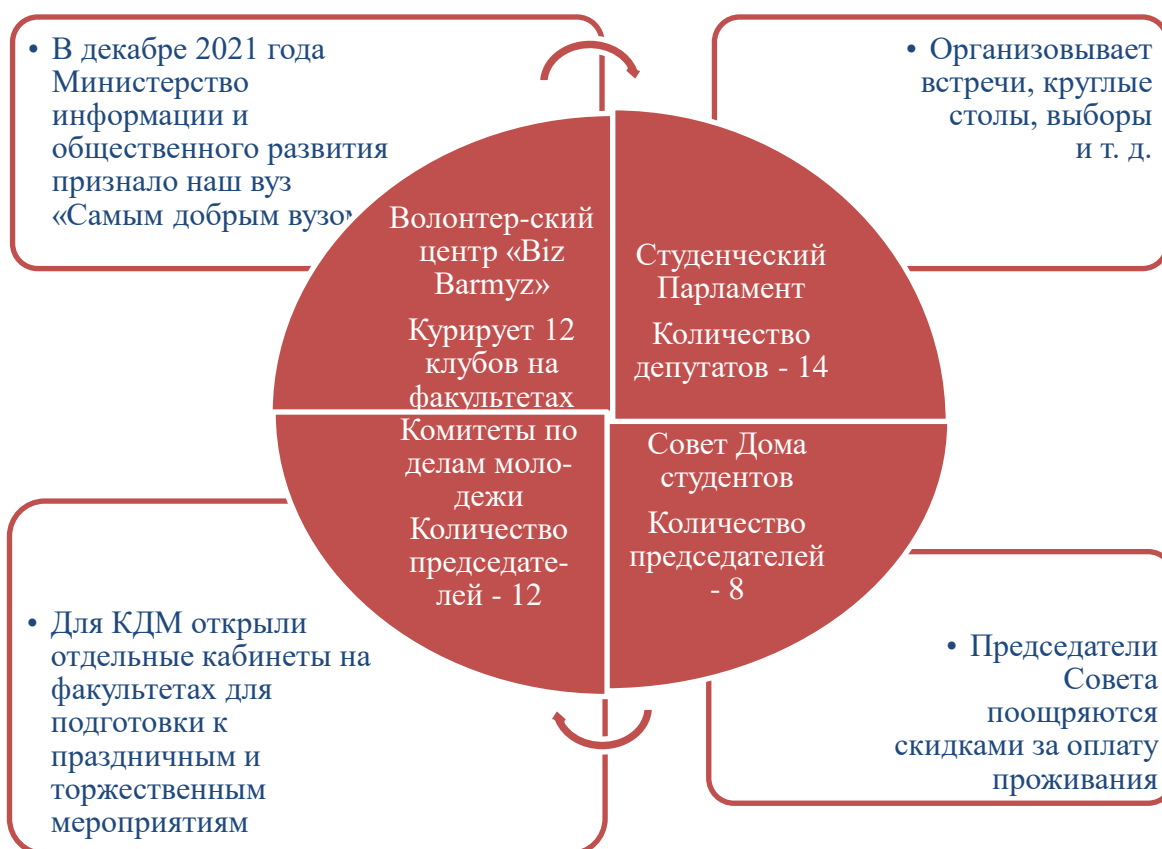 • В декабре 2021 года
Министерство
информации и
общественного развития
признало наш вуз
«Самым добрым вузом
• Организовывает
встречи, круглые
столы, выборы
и т. д.
Волонтер-ский
центр «Biz
Barmyz»
Курирует 12
клубов на
факультетах
Студенческий
Парламент
Количество
депутатов - 14
Комитеты по
делам моло-
дежи
Количество
председате-
лей - 12
Совет Дома
студентов
Количество
председателей
- 8
• Для КДМ открыли
отдельные кабинеты на
факультетах для
подготовки к
праздничным и
торжественным
мероприятиям
• Председатели
Совета
поощряются
скидками за оплату
проживания